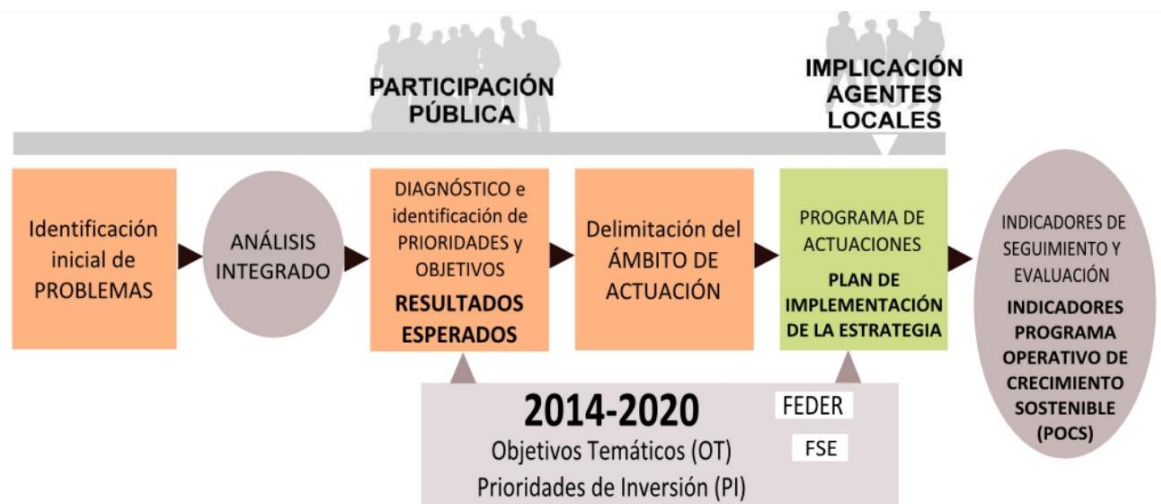 PARTICIPACIÓN
PÚBLICA
IMPLICACIÓN
AGENTES
LOCALES
Identificación
inicial de
PROBLEMAS
ANÁLISIS
INTEGRADO
DIAGNÓSTICO e
identificación de
PRIORIDADES y
OBJETIVOS
RESULTADOS
ESPERADOS
Delimitación del
ÁMBITO DE
ACTUACIÓN
PROGRAMA DE
ACTUACIONES
PLAN DE
IMPLEMENTACIÓN
DE LA ESTRATEGIA
INDICADORES DE
SEGUIMIENTO Y
EVALUACIÓN
INDICADORES
PROGRAMA
OPERATIVO DE
CRECIMIENTO
SOSTENIBLE
(POCS)
2014-2020
Objetivos Temáticos (OT)
Prioridades de Inversión (PI)
FEDER
FSE